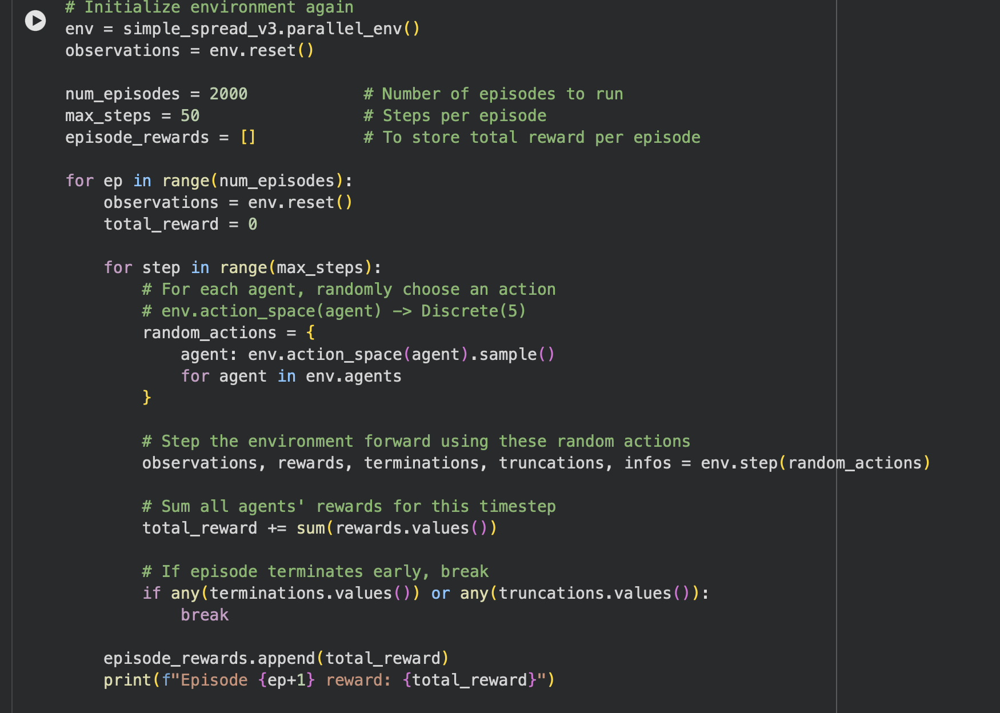 # Initialize environment again
env = simple_spread_v3.parallel_env()
observations = env.reset()

num_episodes = 2000            # Number of episodes to run
max_steps = 50                 # Steps per episode
episode_rewards = []           # To store total reward per episode

for ep in range(num_episodes):
    observations = env.reset()
    total_reward = 0

    for step in range(max_steps):
        # For each agent, randomly choose an action
        # env.action_space(agent) -> Discrete(5)
        random_actions = {
            agent: env.action_space(agent).sample()
            for agent in env.agents
        }

        # Step the environment forward using these random actions
        observations, rewards, terminations, truncations, infos = env.step(random_actions)

        # Sum all agents' rewards for this timestep
        total_reward += sum(rewards.values())

        # If episode terminates early, break
        if any(terminations.values()) or any(truncations.values()):
            break

    episode_rewards.append(total_reward)
    print(f"Episode {ep+1} reward: {total_reward}")